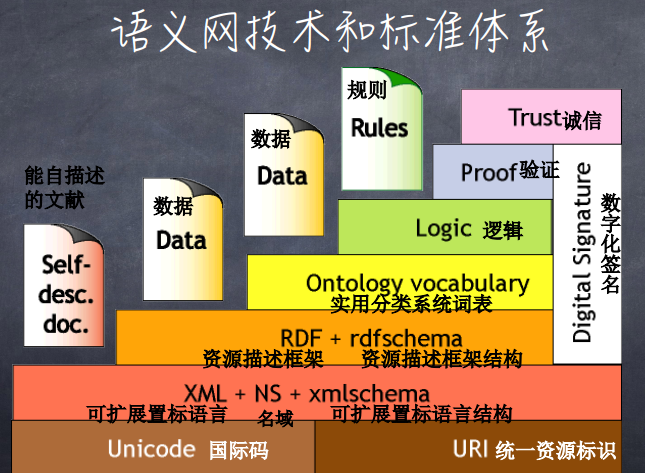 语义网技术和标准体系
规则
Rules
Trust诚信
数据
Data
Proof验证
能自描述
的文献
数据
Data
Logic 逻辑
Digital Signature
数字化签名
Self-
desc.
doc.
Ontology vocabulary
实用分类系统词表
RDF + rdfschema
资源描述框架 资源描述框架结构
XML + NS + xmlschema
可扩展置标语言 名域 可扩展置标语言结构
Unicode 国际码
URI 统一资源标识